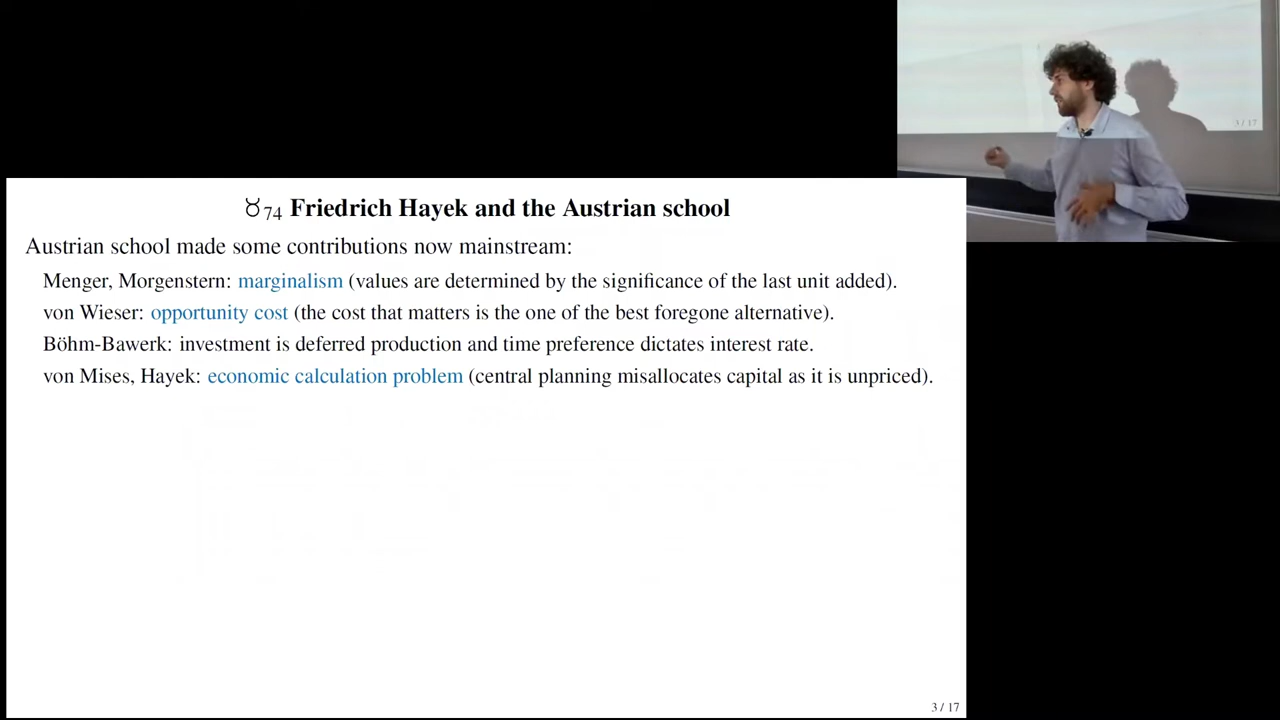 3 / 17
♉74 Friedrich Hayek and the Austrian school
Austrian school made some contributions now mainstream:
Menger, Morgenstern: marginalism (values are determined by the significance of the last unit added).
von Wieser: opportunity cost (the cost that matters is the one of the best foregone alternative).
Böhm-Bawerk: investment is deferred production and time preference dictates interest rate.
von Mises, Hayek: economic calculation problem (central planning misallocates capital as it is unpriced).
3 / 17